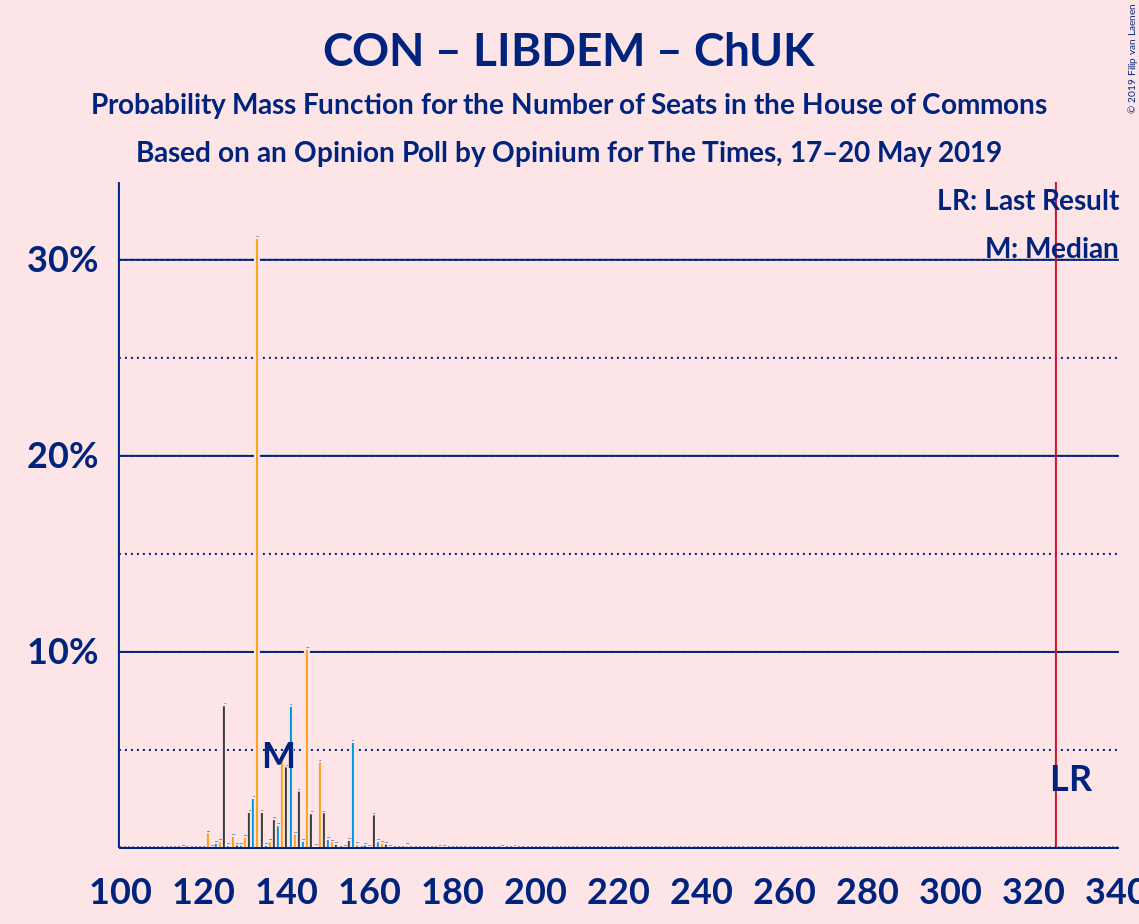 CON – LIBDEM – ChUK
Probability Mass Function for the Number of Seats in the House of Commons
Based on an Opinion Poll by Opinium for The Times, 17–20 May 2019
© 2019 Filip van Laenen
LR: Last Result
M: Median
30%
20%
10%
M
LR
100 120 140 160 180 200 220 240 260 280 300 320 340